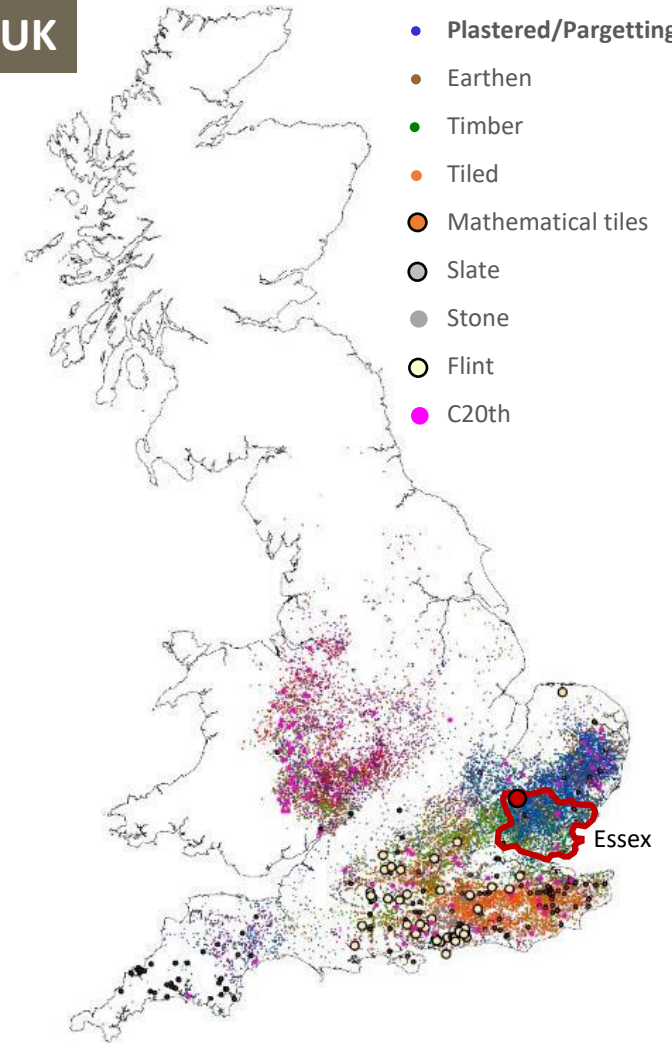 UK
Plastered/Pargetting
Earthen
Timber
Tiled
Mathematical tiles
Slate
Stone
Flint
C20th
Essex